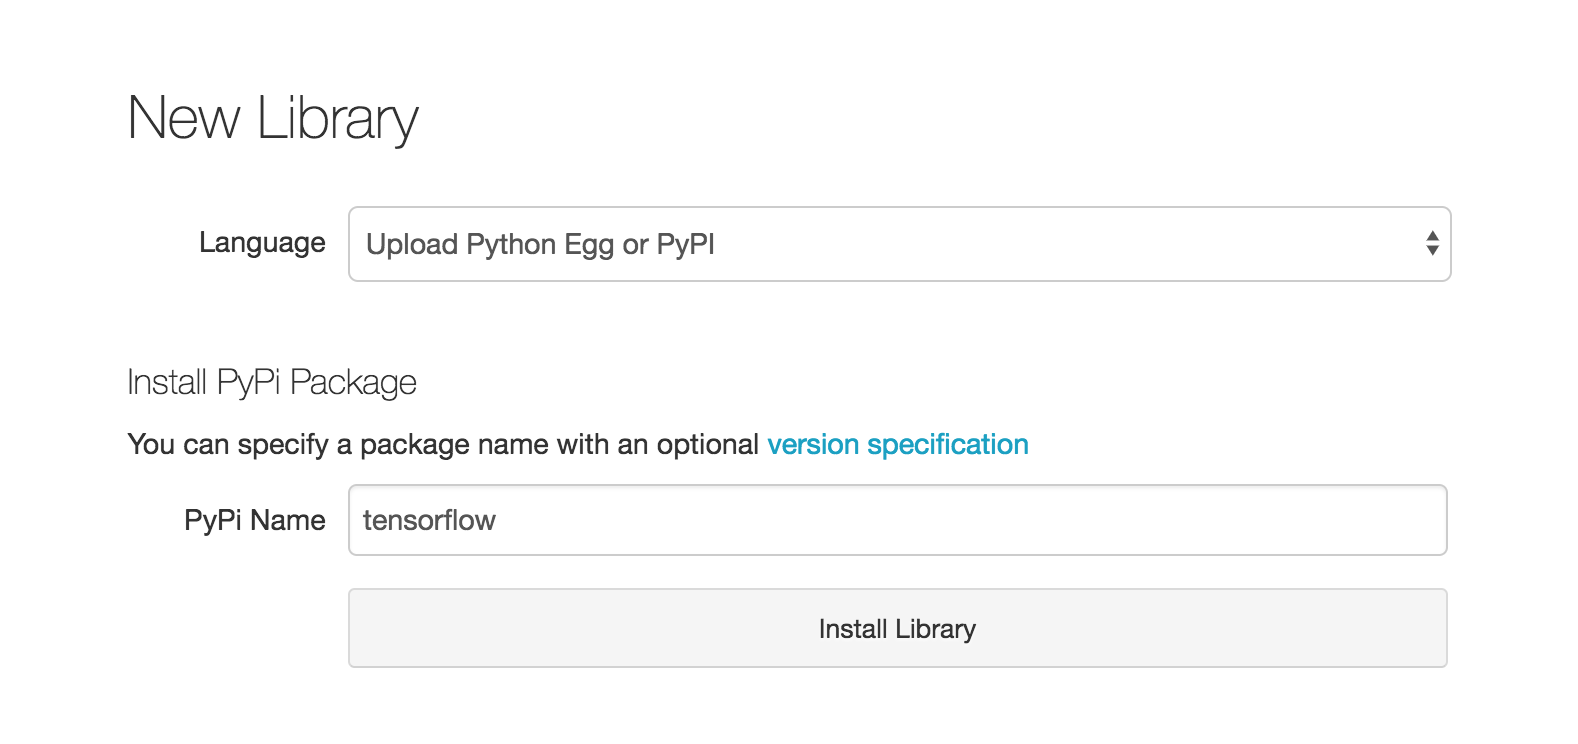 New Library
Language Upload Python Egg or PyPI
Install PyPi Package
You can specify a package name with an optional version specification
PyPi Name tensorflow
Install Library